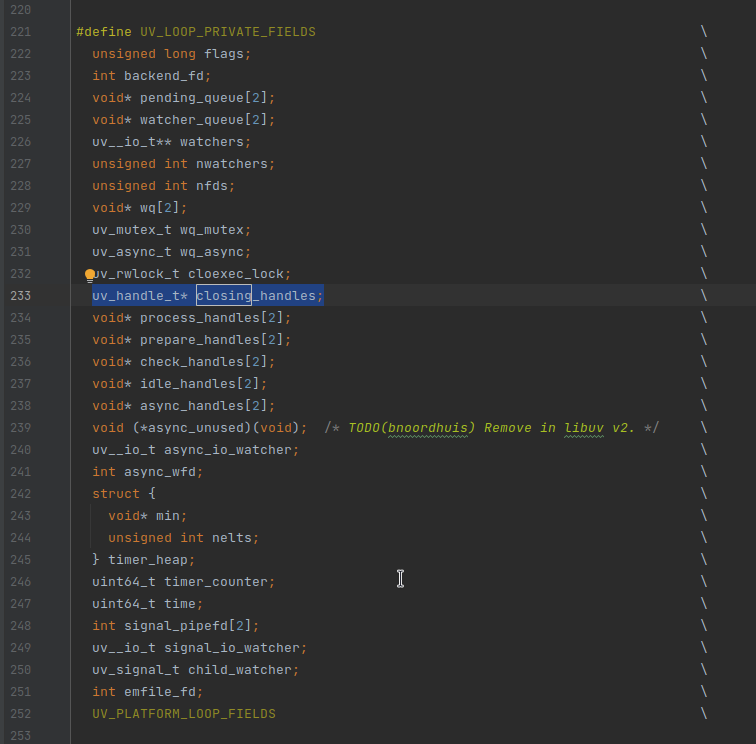 220
221 #define UV_LOOP_PRIVATE_FIELDS \
222 unsigned long flags; \
223 int backend_fd; \
224 void* pending_queue[2]; \
225 void* watcher_queue[2]; \
226 uv__io_t** watchers; \
227 unsigned int nwatchers; \
228 unsigned int nfds; \
229 void* wq[2]; \
230 uv_mutex_t wq_mutex; \
231 uv_async_t wq_async; \
232 uv_rwlock_t cloexec_lock; \
233 uv_handle_t* closing_handles; \
234 void* process_handles[2]; \
235 void* prepare_handles[2]; \
236 void* check_handles[2]; \
237 void* idle_handles[2]; \
238 void* async_handles[2]; \
239 void (*async_unused)(void); /* TODO(bnoordhuis) Remove in libuv v2. */ \
240 uv__io_t async_io_watcher; \
241 int async_wfd; \
242 struct { \
243 void* min; \
244 unsigned int nelts; \
245 } timer_heap; \
246 uint64_t timer_counter; \
247 uint64_t time; \
248 int signal_pipefd[2]; \
249 uv__io_t signal_io_watcher; \
250 uv_signal_t child_watcher; \
251 int emfile_fd; \
252 UV_PLATFORM_LOOP_FIELDS \
253